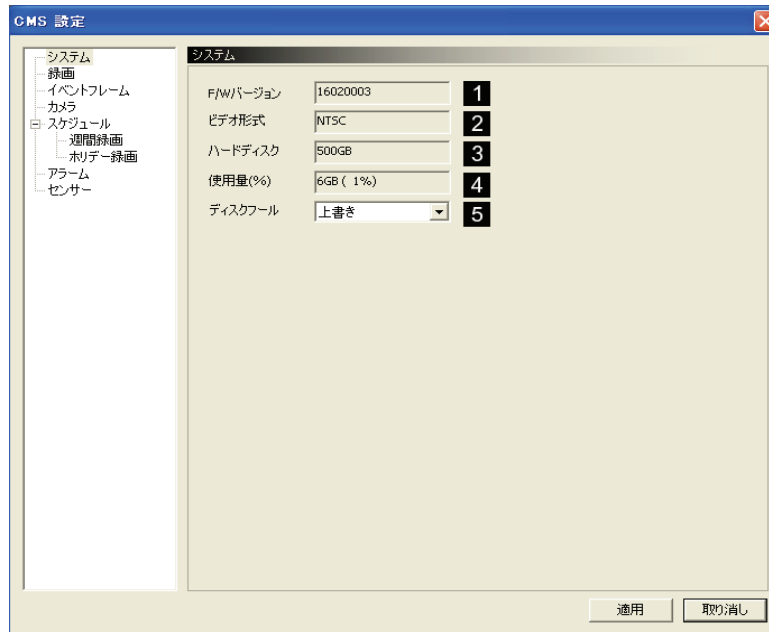 CMS 設定
システム
録画
イベントフレーム
カメラ
スケジュール
週間録画
ホリデー録画
アラーム
センサー
システム
F/Wバージョン 16020003 1
ビデオ形式 NTSC 2
ハードディスク 500GB 3
使用量(%) 6GB ( 1%) 4
ディスクフール 上書き 5
適用 取り消し